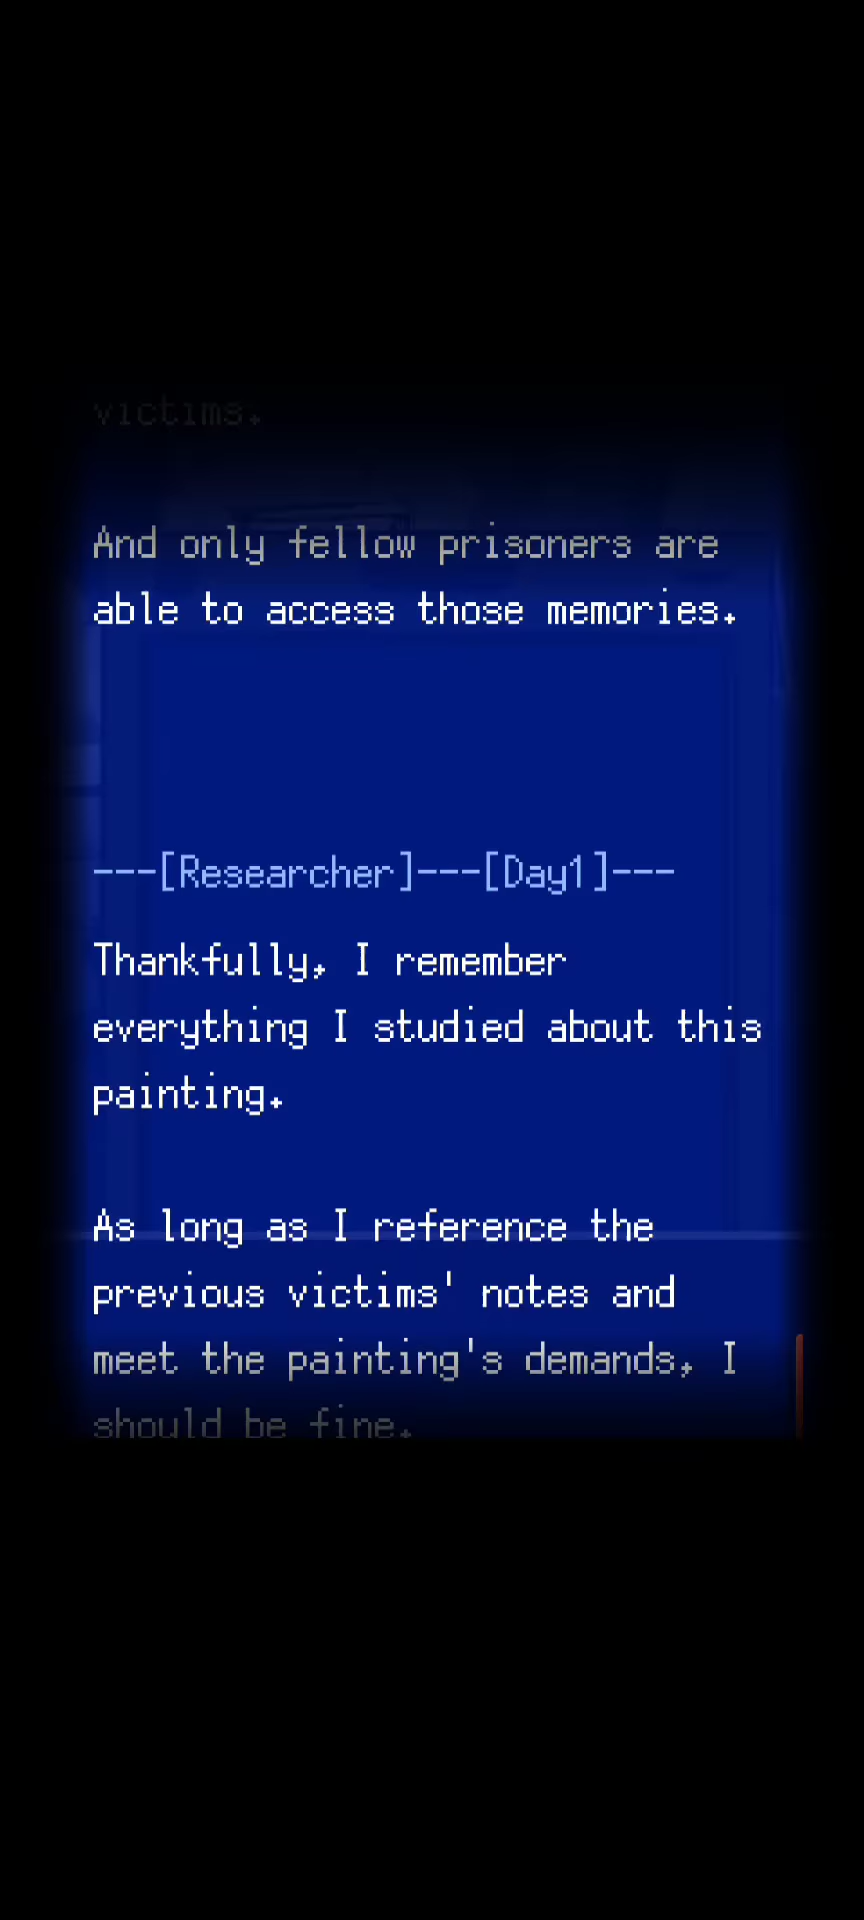 victims.
And only fellow prisoners are
able to access those memories.
---[Researcher]---[Day1]---
Thankfully, I remember
everything I studied about this
painting.
As long as I reference the
previous victims' notes and
meet the painting's demands, I
should be fine.